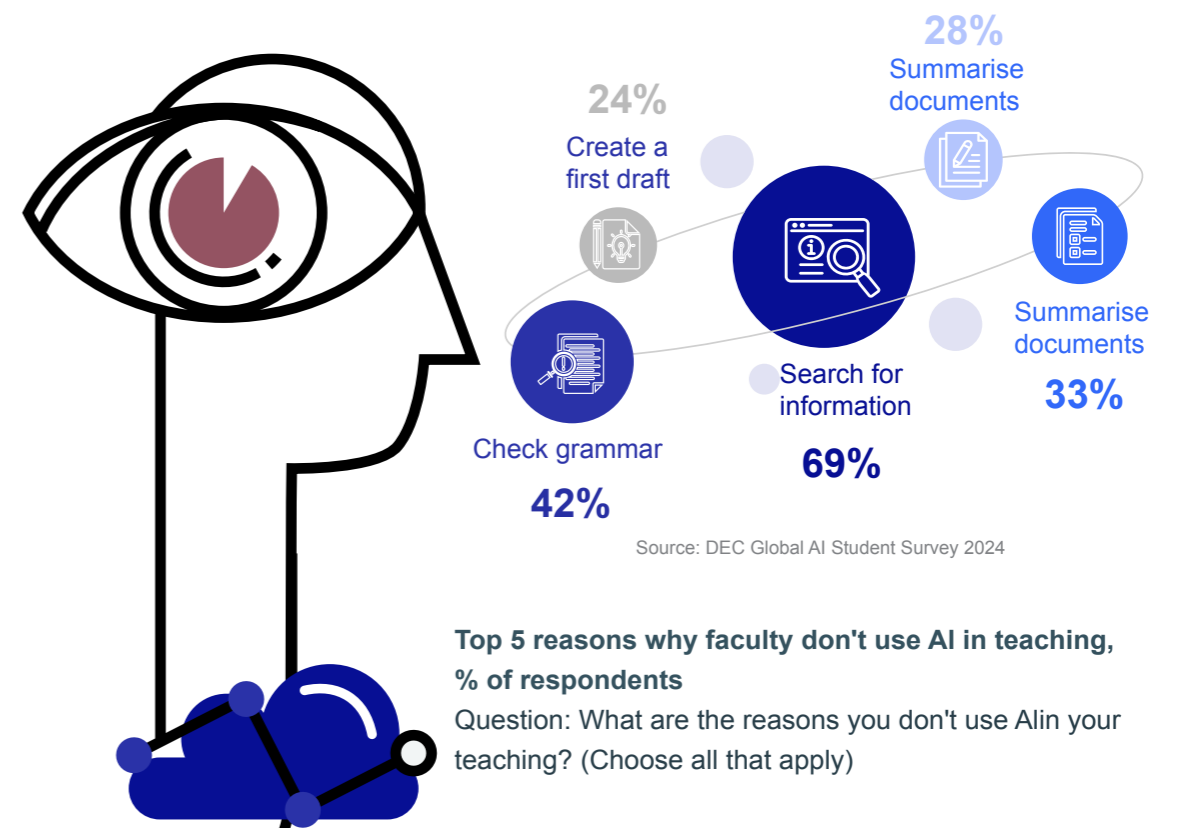 28%
Summarise
documents
24%
Create a
first draft
Summarise
documents
33%
Search for
information
69%
Check grammar
42%
Source: DEC Global AI Student Survey 2024
Top 5 reasons why faculty don't use AI in teaching,
% of respondents
Question: What are the reasons you don't use AIin your
teaching? (Choose all that apply)